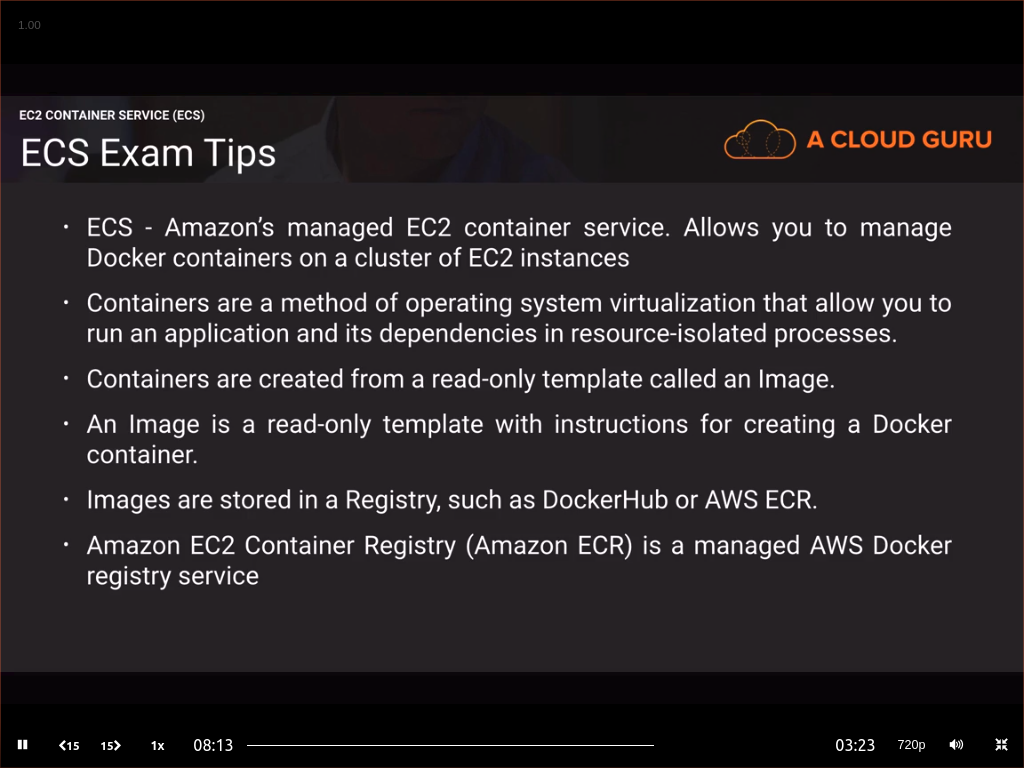 1.00
EC2 CONTAINER SERVICE (ECS)
ECS Exam Tips
A CLOUD GURU
• ECS - Amazon’s managed EC2 container service. Allows you to manage
Docker containers on a cluster of EC2 instances
• Containers are a method of operating system virtualization that allow you to
run an application and its dependencies in resource-isolated processes.
• Containers are created from a read-only template called an Image.
• An Image is a read-only template with instructions for creating a Docker
container.
• Images are stored in a Registry, such as DockerHub or AWS ECR.
• Amazon EC2 Container Registry (Amazon ECR) is a managed AWS Docker
registry service
15 15 1x 08:13 03:23 720p